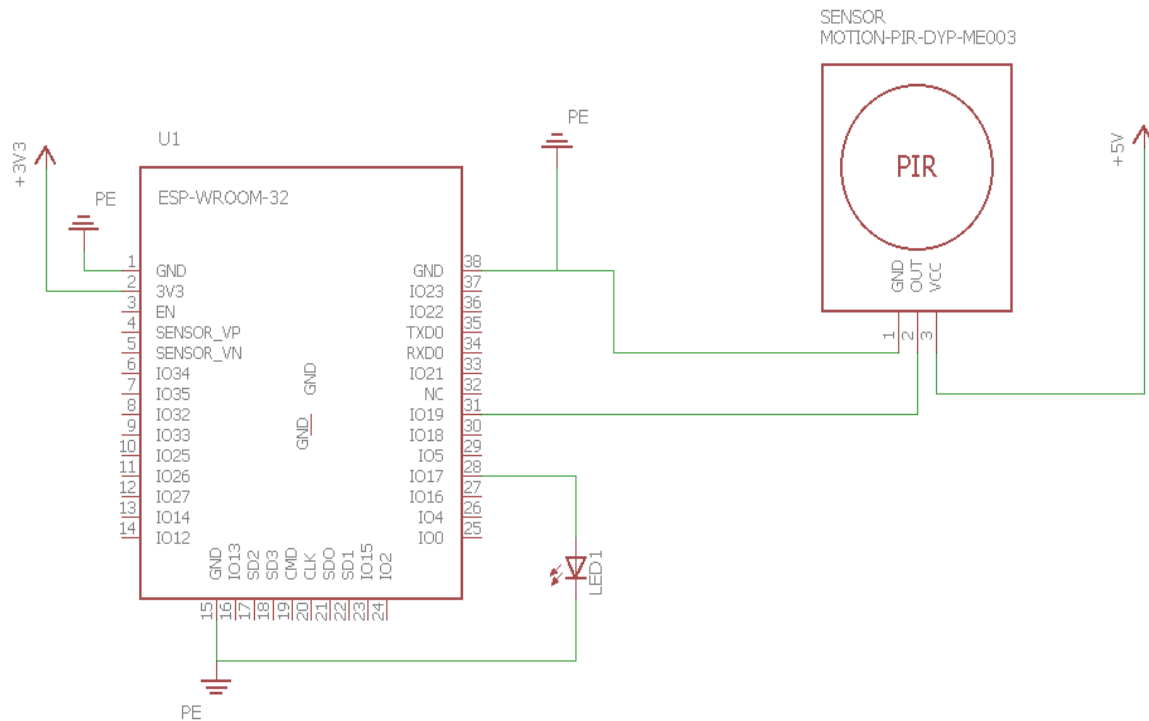 SENSOR
MOTION-PIR-DYP-ME003
PE
+5V
U1
+3V3
PIR
ESP-WROOM-32
PE
GND
OUT
VCC
1
2
3
1 GND
2 3V3
3 EN
4 SENSOR_VP
5 SENSOR_VN
6 IO34
7 IO35
8 IO32
9 IO33
10 IO25
11 IO26
12 IO27
13 IO14
14 IO12
GND
GND
GND 38
IO23 37
IO22 36
TXD0 35
RXD0 34
IO21 33
NC 32
IO19 31
IO18 30
IO5 29
IO17 28
IO16 27
IO4 26
IO0 25
GND
IO13
SD2
SD3
CMD
CLK
SDO
SD1
IO15
IO2
15
16
17
18
19
20
21
22
23
24
LED1
PE